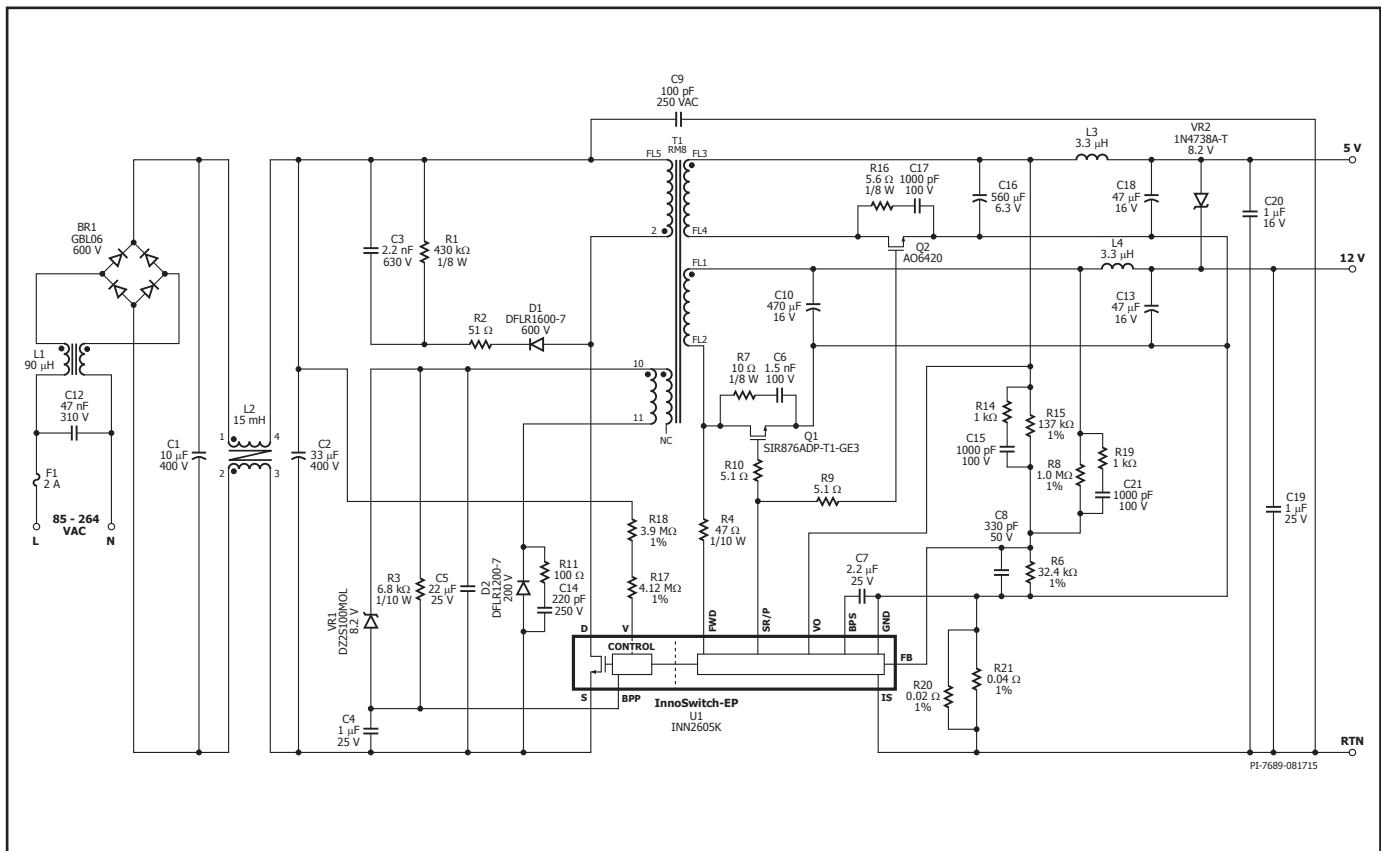 C9
100 pF
250 VAC
T1
RM8
FL5
FL3
2
FL4
R16
5.6 Ω
1/8 W
C17
1000 pF
100 V
Q2
AO6420
C16
560 μF
6.3 V
L3
3.3 μH
C18
47 μF
16 V
VR2
1N4738A-T
8.2 V
C20
1 μF
16 V
5 V
BR1
GBL06
600 V
C3
2.2 nF
630 V
R1
430 kΩ
1/8 W
R2
51 Ω
D1
DFLR1600-7
600 V
FL1
FL2
C10
470 μF
16 V
L4
3.3 μH
C13
47 μF
16 V
12 V
L1
90 μH
C12
47 nF
310 V
F1
2 A
85 - 264
VAC
L
N
C1
10 μF
400 V
L2
15 mH
1
4
2
3
C2
33 μF
400 V
10
11
NC
R7
10 Ω
1/8 W
C6
1.5 nF
100 V
Q1
SIR876ADP-T1-GE3
R10
5.1 Ω
R9
5.1 Ω
R14
1 kΩ
C15
1000 pF
100 V
R15
137 kΩ
1%
R8
1.0 MΩ
1%
R19
1 kΩ
C21
1000 pF
100 V
C19
1 μF
25 V
R18
3.9 MΩ
1%
R17
4.12 MΩ
1%
R4
47 Ω
1/10 W
C8
330 pF
50 V
C7
2.2 μF
25 V
R6
32.4 kΩ
1%
VR1
DZ2S100MOL
8.2 V
R3
6.8 kΩ
1/10 W
C5
22 μF
25 V
D2
DFLR1200-7
200 V
R11
100 Ω
C14
220 pF
250 V
D
V
FWD
SR/P
VO
BPS
GND
CONTROL
FB
S
BPP
InnoSwitch-EP
U1
INN2605K
IS
R20
0.02 Ω
1%
R21
0.04 Ω
1%
C4
1 μF
25 V
RTN
PI-7689-081715